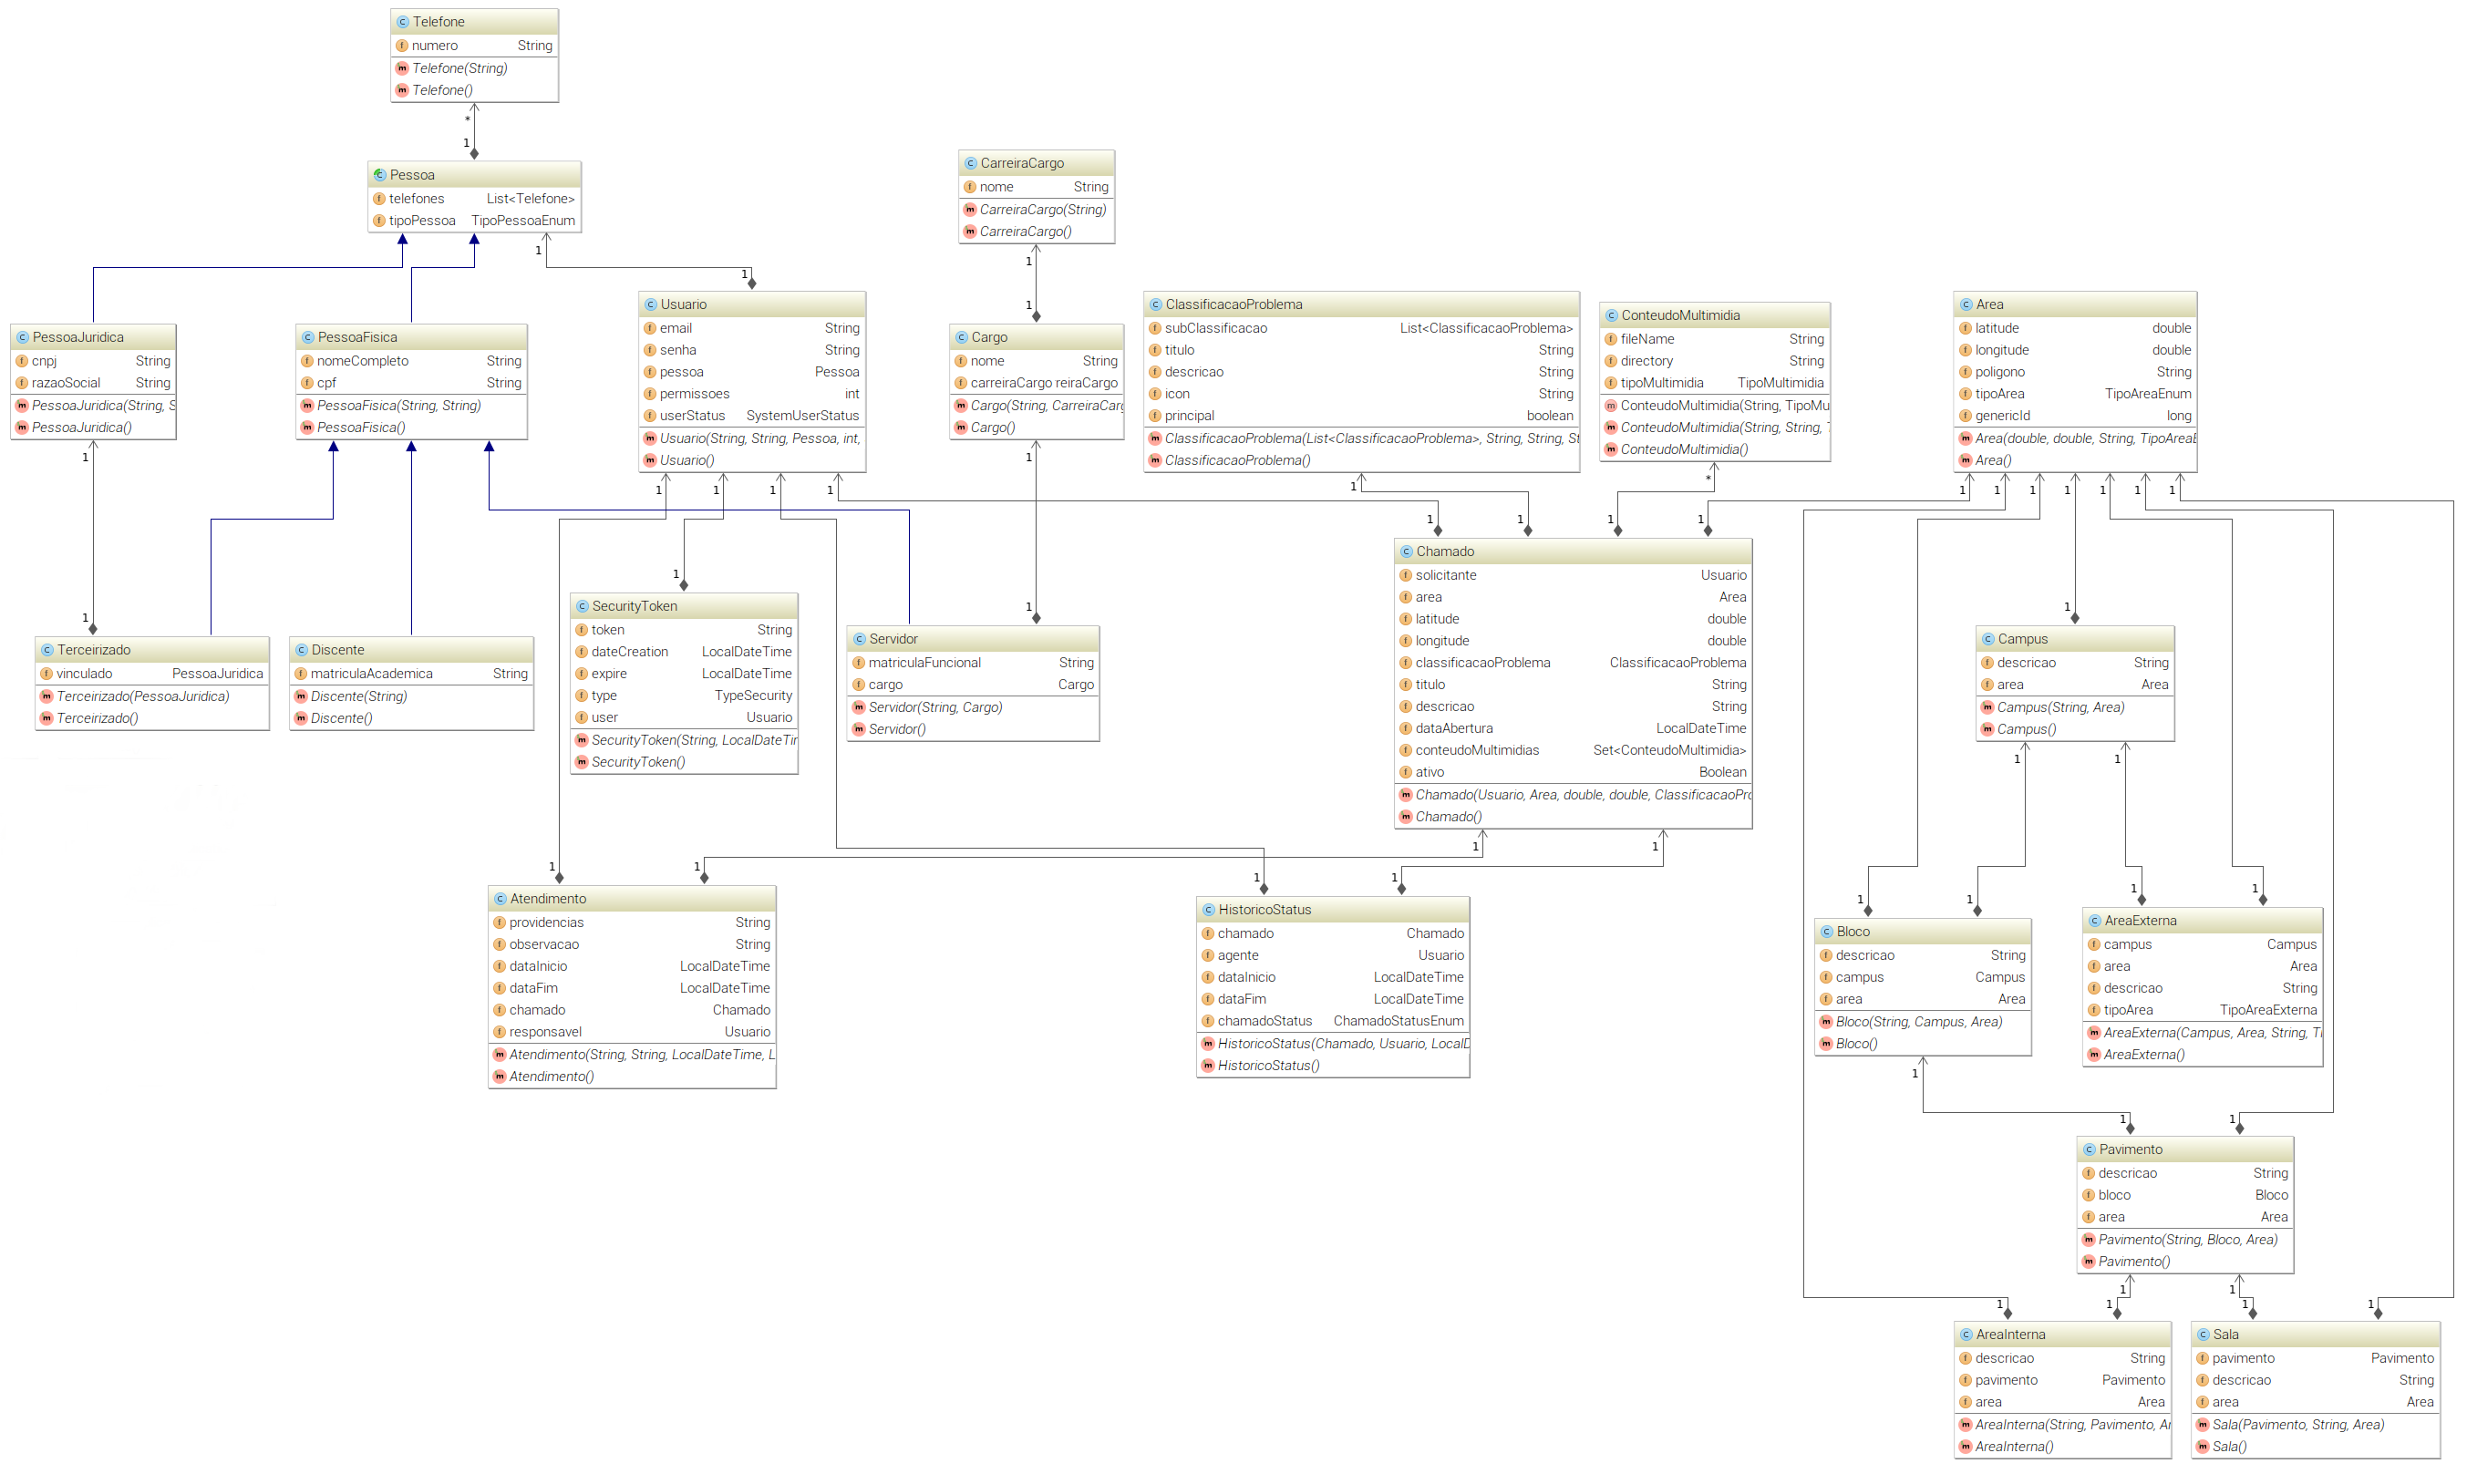 Telefone
numero String
Telefone(String)
Telefone()
*
1
Pessoa
telefones List<Telefone>
tipoPessoa TipoPessoaEnum
1
1
CarreiraCargo
nome String
CarreiraCargo(String)
CarreiraCargo()
1
1
PessoaJuridica
cnpj String
razaoSocial String
PessoaJuridica(String, S
PessoaJuridica()
1
1
PessoaFisica
nomeCompleto String
cpf String
PessoaFisica(String, String)
PessoaFisica()
Usuario
email String
senha String
pessoa Pessoa
permissoes int
userStatus SystemUserStatus
Usuario(String, String, Pessoa, int,
Usuario()
1 1 1 1
Cargo
nome String
carreiraCargo reiraCargo
Cargo(String, CarreiraCarg
Cargo()
1
1
ClassificacaoProblema
subClassificacao List<ClassificacaoProblema>
titulo String
descricao String
icon String
principal boolean
ClassificacaoProblema(List<ClassificacaoProblema>, String, String, St
ClassificacaoProblema()
1
ConteudoMultimidia
fileName String
directory String
tipoMultimidia TipoMultimidia
ConteudoMultimidia(String, TipoMu
ConteudoMultimidia(String, String, T
ConteudoMultimidia()
*
Area
latitude double
longitude double
poligono String
tipoArea TipoAreaEnum
genericId long
Area(double, double, String, TipoAreaE
Area()
1 1 1 1 1 1 1
Terceirizado
vinculado PessoaJuridica
Terceirizado(PessoaJuridica)
Terceirizado()
Discente
matriculaAcademica String
Discente(String)
Discente()
1
SecurityToken
token String
dateCreation LocalDateTime
expire LocalDateTime
type TypeSecurity
user Usuario
SecurityToken(String, LocalDateTim
SecurityToken()
Servidor
matriculaFuncional String
cargo Cargo
Servidor(String, Cargo)
Servidor()
1 1 1 1
Chamado
solicitante Usuario
area Area
latitude double
longitude double
classificacaoProblema ClassificacaoProblema
titulo String
descricao String
dataAbertura LocalDateTime
conteudoMultimidias Set<ConteudoMultimidia>
ativo Boolean
Chamado(Usuario, Area, double, double, ClassificacaoPro
Chamado()
1 1
1
Campus
descricao String
area Area
Campus(String, Area)
Campus()
1 1
1 1
Atendimento
providencias String
observacao String
dataInicio LocalDateTime
dataFim LocalDateTime
chamado Chamado
responsavel Usuario
Atendimento(String, String, LocalDateTime, L
Atendimento()
1 1
HistoricoStatus
chamado Chamado
agente Usuario
dataInicio LocalDateTime
dataFim LocalDateTime
chamadoStatus ChamadoStatusEnum
HistoricoStatus(Chamado, Usuario, LocalD
HistoricoStatus()
1 1
Bloco
descricao String
campus Campus
area Area
Bloco(String, Campus, Area)
Bloco()
1
1 1
AreaExterna
campus Campus
area Area
descricao String
tipoArea TipoAreaExterna
AreaExterna(Campus, Area, String, Ti
AreaExterna()
1 1
Pavimento
descricao String
bloco Bloco
area Area
Pavimento(String, Bloco, Area)
Pavimento()
1 1
1 1
AreaInterna
descricao String
pavimento Pavimento
area Area
AreaInterna(String, Pavimento, Ar
AreaInterna()
1 1
Sala
pavimento Pavimento
descricao String
area Area
Sala(Pavimento, String, Area)
Sala()